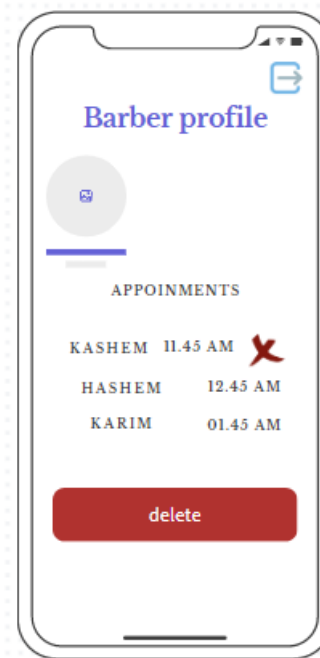 Barber profile
APPOINMENTS
KASHEM 11.45 AM
HASHEM 12.45 AM
KARIM 01.45 AM
delete